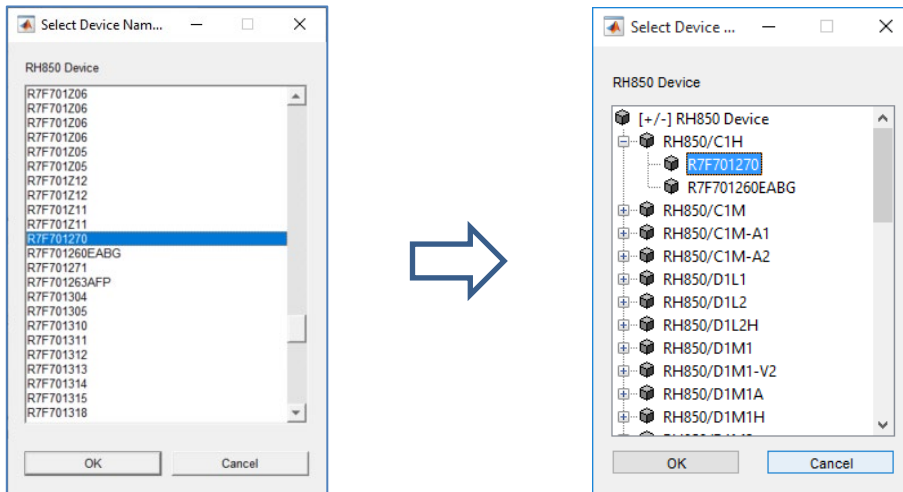 Select Device Nam...
RH850 Device
R7F701Z06
R7F701Z06
R7F701Z06
R7F701Z06
R7F701Z05
R7F701Z05
R7F701Z12
R7F701Z12
R7F701Z11
R7F701Z11
R7F701270
R7F701260EABG
R7F701271
R7F701263AFP
R7F701304
R7F701305
R7F701310
R7F701311
R7F701312
R7F701313
R7F701314
R7F701315
R7F701318
OK Cancel
Select Device ...
RH850 Device
[+/-] RH850 Device
RH850/C1H
R7F701270
R7F701260EABG
RH850/C1M
RH850/C1M-A1
RH850/C1M-A2
RH850/D1L1
RH850/D1L2
RH850/D1L2H
RH850/D1M1
RH850/D1M1-V2
RH850/D1M1A
RH850/D1M1H
OK Cancel